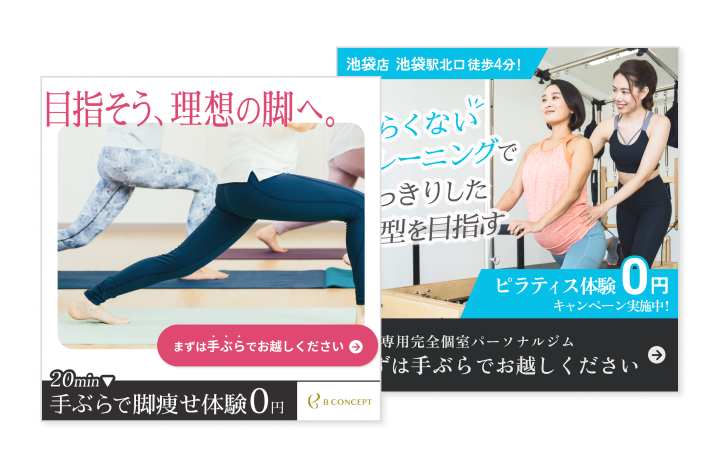 目指そう、理想の脚へ。
まずは手ぶらでお越しください
20min
手ぶらで脚痩せ体験0円
B CONCEPT
池袋店 池袋駅北口徒歩4分!
らくない
レーニングで
っきりした
型を目指す
ピラティス体験0円
キャンペーン実施中!
専用完全個室パーソナルジム
は手ぶらでお越しください